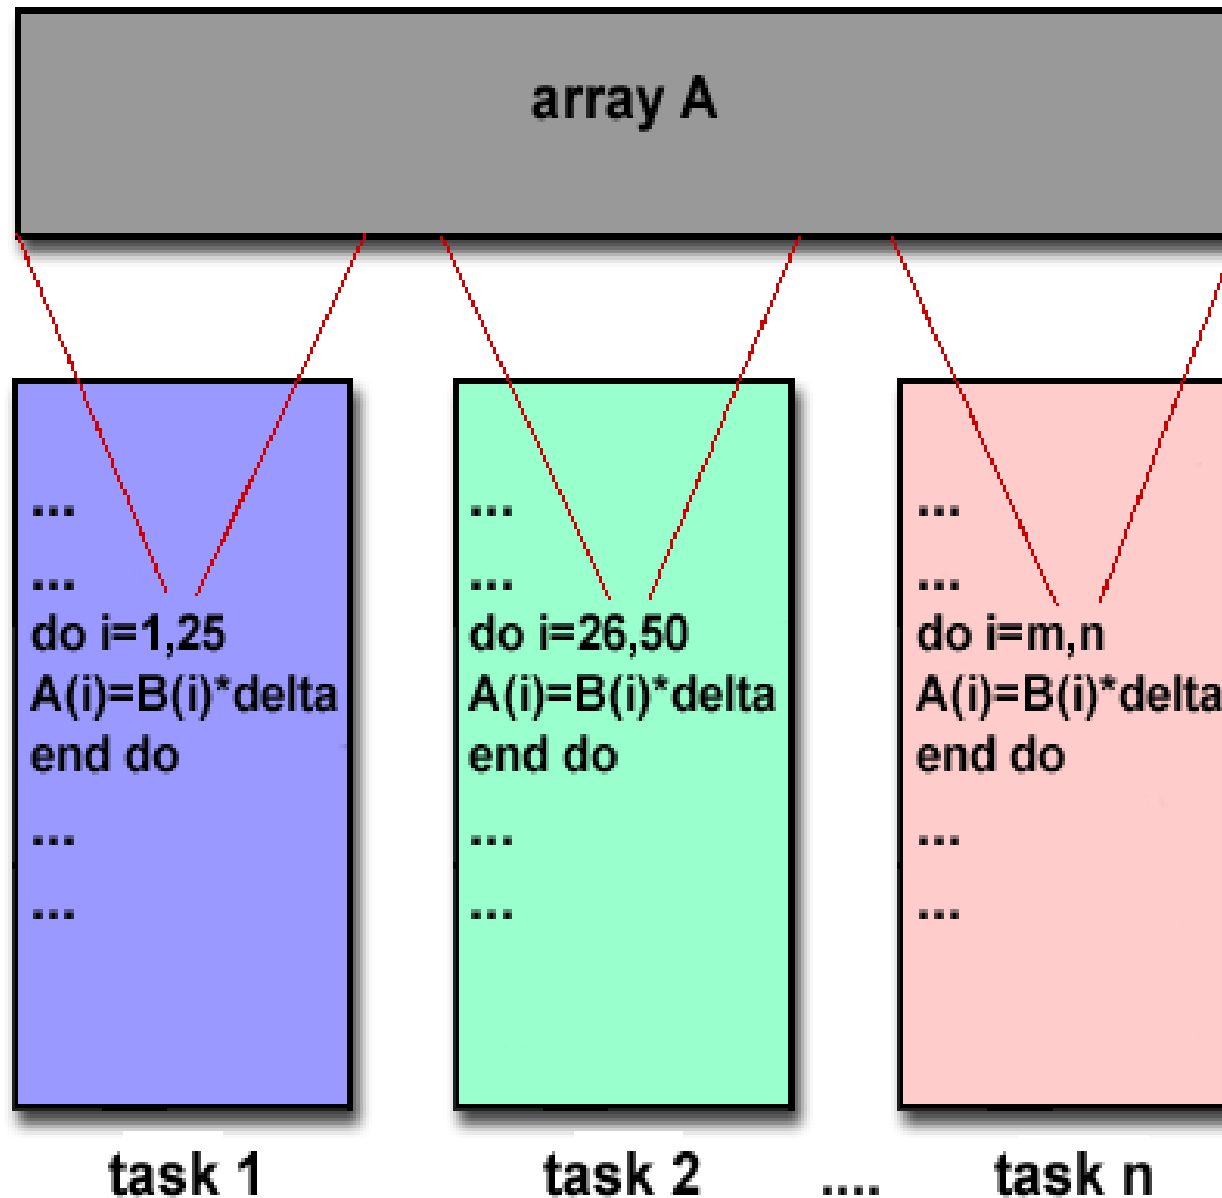 array A
...
...
do i=1,25
A(i)=B(i)*delta
end do
...
...
task 1
...
...
do i=26,50
A(i)=B(i)*delta
end do
...
...
task 2
....
...
...
do i=m,n
A(i)=B(i)*delta
end do
...
...
task n